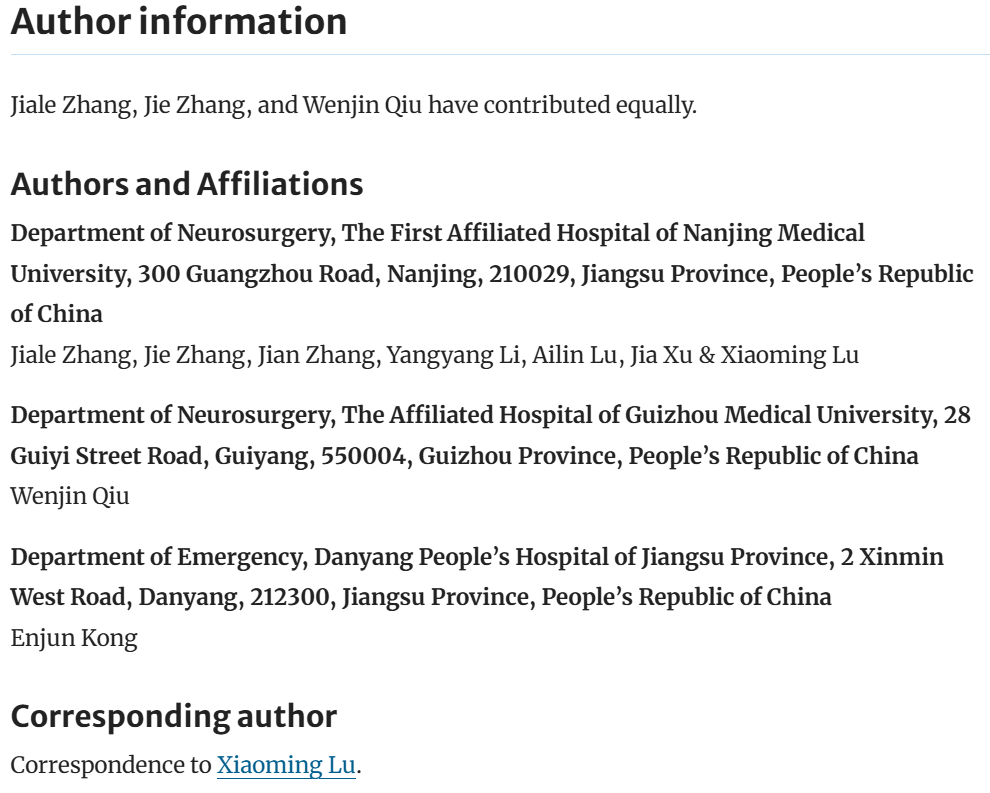 Author information
Jiale Zhang, Jie Zhang, and Wenjin Qiu have contributed equally.
Authors and Affiliations
Department of Neurosurgery, The First Affiliated Hospital of Nanjing Medical
University, 300 Guangzhou Road, Nanjing, 210029, Jiangsu Province, People’s Republic
of China
Jiale Zhang, Jie Zhang, Jian Zhang, Yangyang Li, Ailin Lu, Jia Xu & Xiaoming Lu
Department of Neurosurgery, The Affiliated Hospital of Guizhou Medical University, 28
Guiyi Street Road, Guiyang, 550004, Guizhou Province, People’s Republic of China
Wenjin Qiu
Department of Emergency, Danyang People’s Hospital of Jiangsu Province, 2 Xinmin
West Road, Danyang, 212300, Jiangsu Province, People’s Republic of China
Enjun Kong
Corresponding author
Correspondence to Xiaoming Lu.